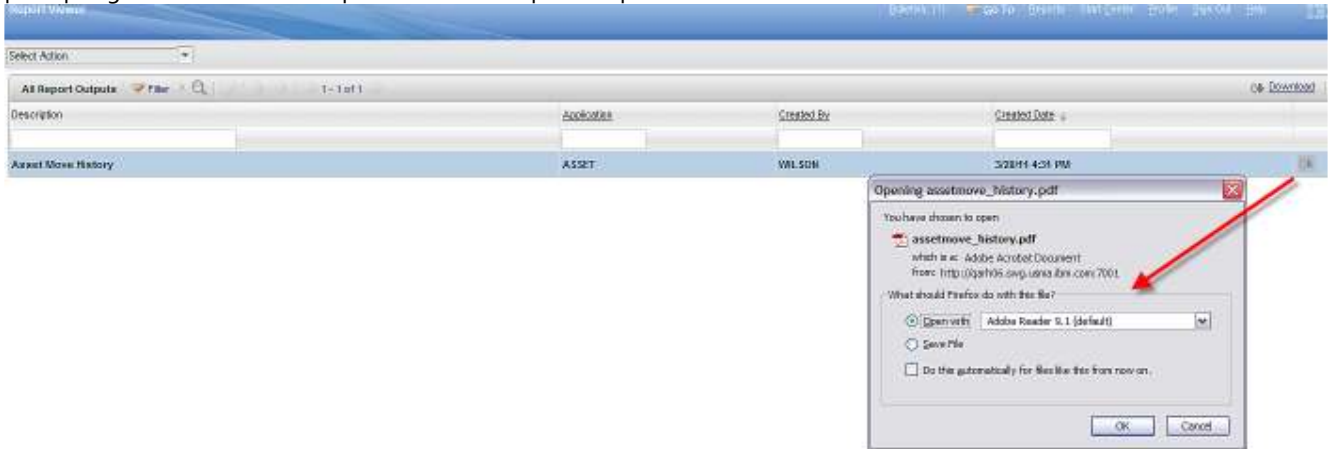 Report Viewer
Bulletins (1) Go To Reports Start Center Profile Sign Out Help
Select Action
All Report Outputs Filter 1 - 1 of 1 Download
Description Application Created By Created Date
Asset Move History ASSET WILSON 3/28/11 4:31 PM
Opening assetmove_history.pdf
You have chosen to open
assetmove_history.pdf
which is a: Adobe Acrobat Document
from:
What should Firefox do with this file?
Open with Adobe Reader 9.1 (default)
Save File
Do this automatically for files like this from now on.
OK Cancel